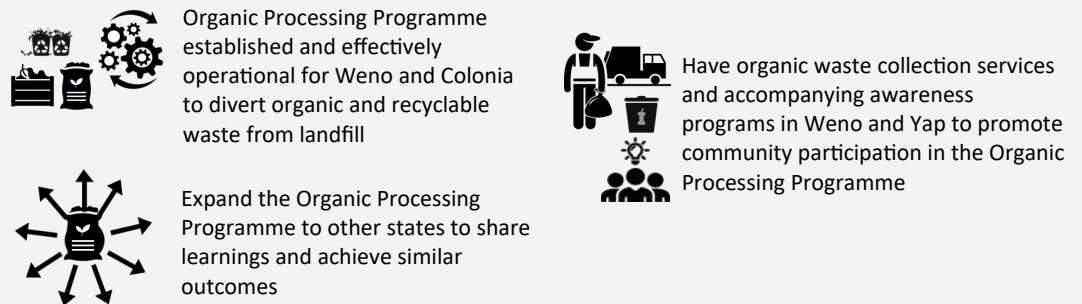 Organic Processing Programme
established and effectively
operational for Weno and Colonia
to divert organic and recyclable
waste from landfill
Expand the Organic Processing
Programme to other states to share
learnings and achieve similar
outcomes
Have organic waste collection services
and accompanying awareness
programs in Weno and Yap to promote
community participation in the Organic
Processing Programme